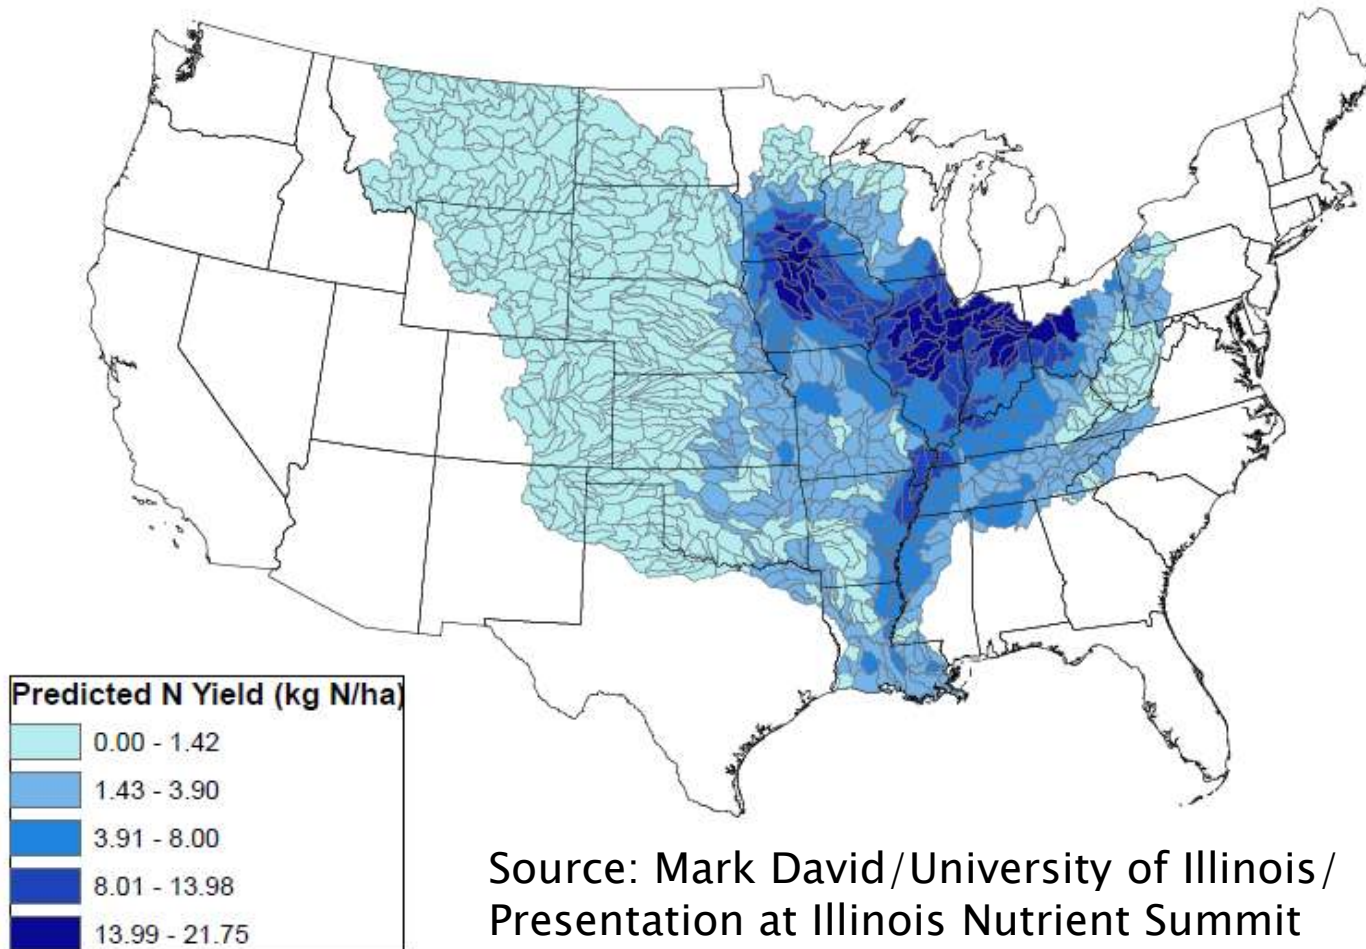 Predicted N Yield (kg N/ha)
0.00 - 1.42
1.43 - 3.90
3.91 - 8.00
8.01 - 13.98
13.99 - 21.75
Source: Mark David/University of Illinois/
Presentation at Illinois Nutrient Summit